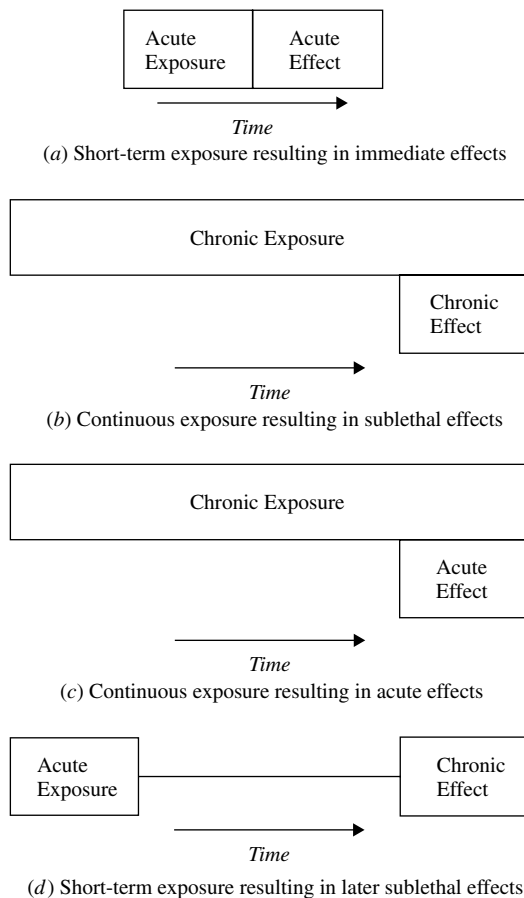 Acute Exposure
Acute Effect
Time
(a) Short-term exposure resulting in immediate effects
Chronic Exposure
Chronic
Effect
Time
(b) Continuous exposure resulting in sublethal effects
Chronic Exposure
Acute
Effect
Time
(c) Continuous exposure resulting in acute effects
Acute
Exposure
Chronic
Effect
Time
(d) Short-term exposure resulting in later sublethal effects